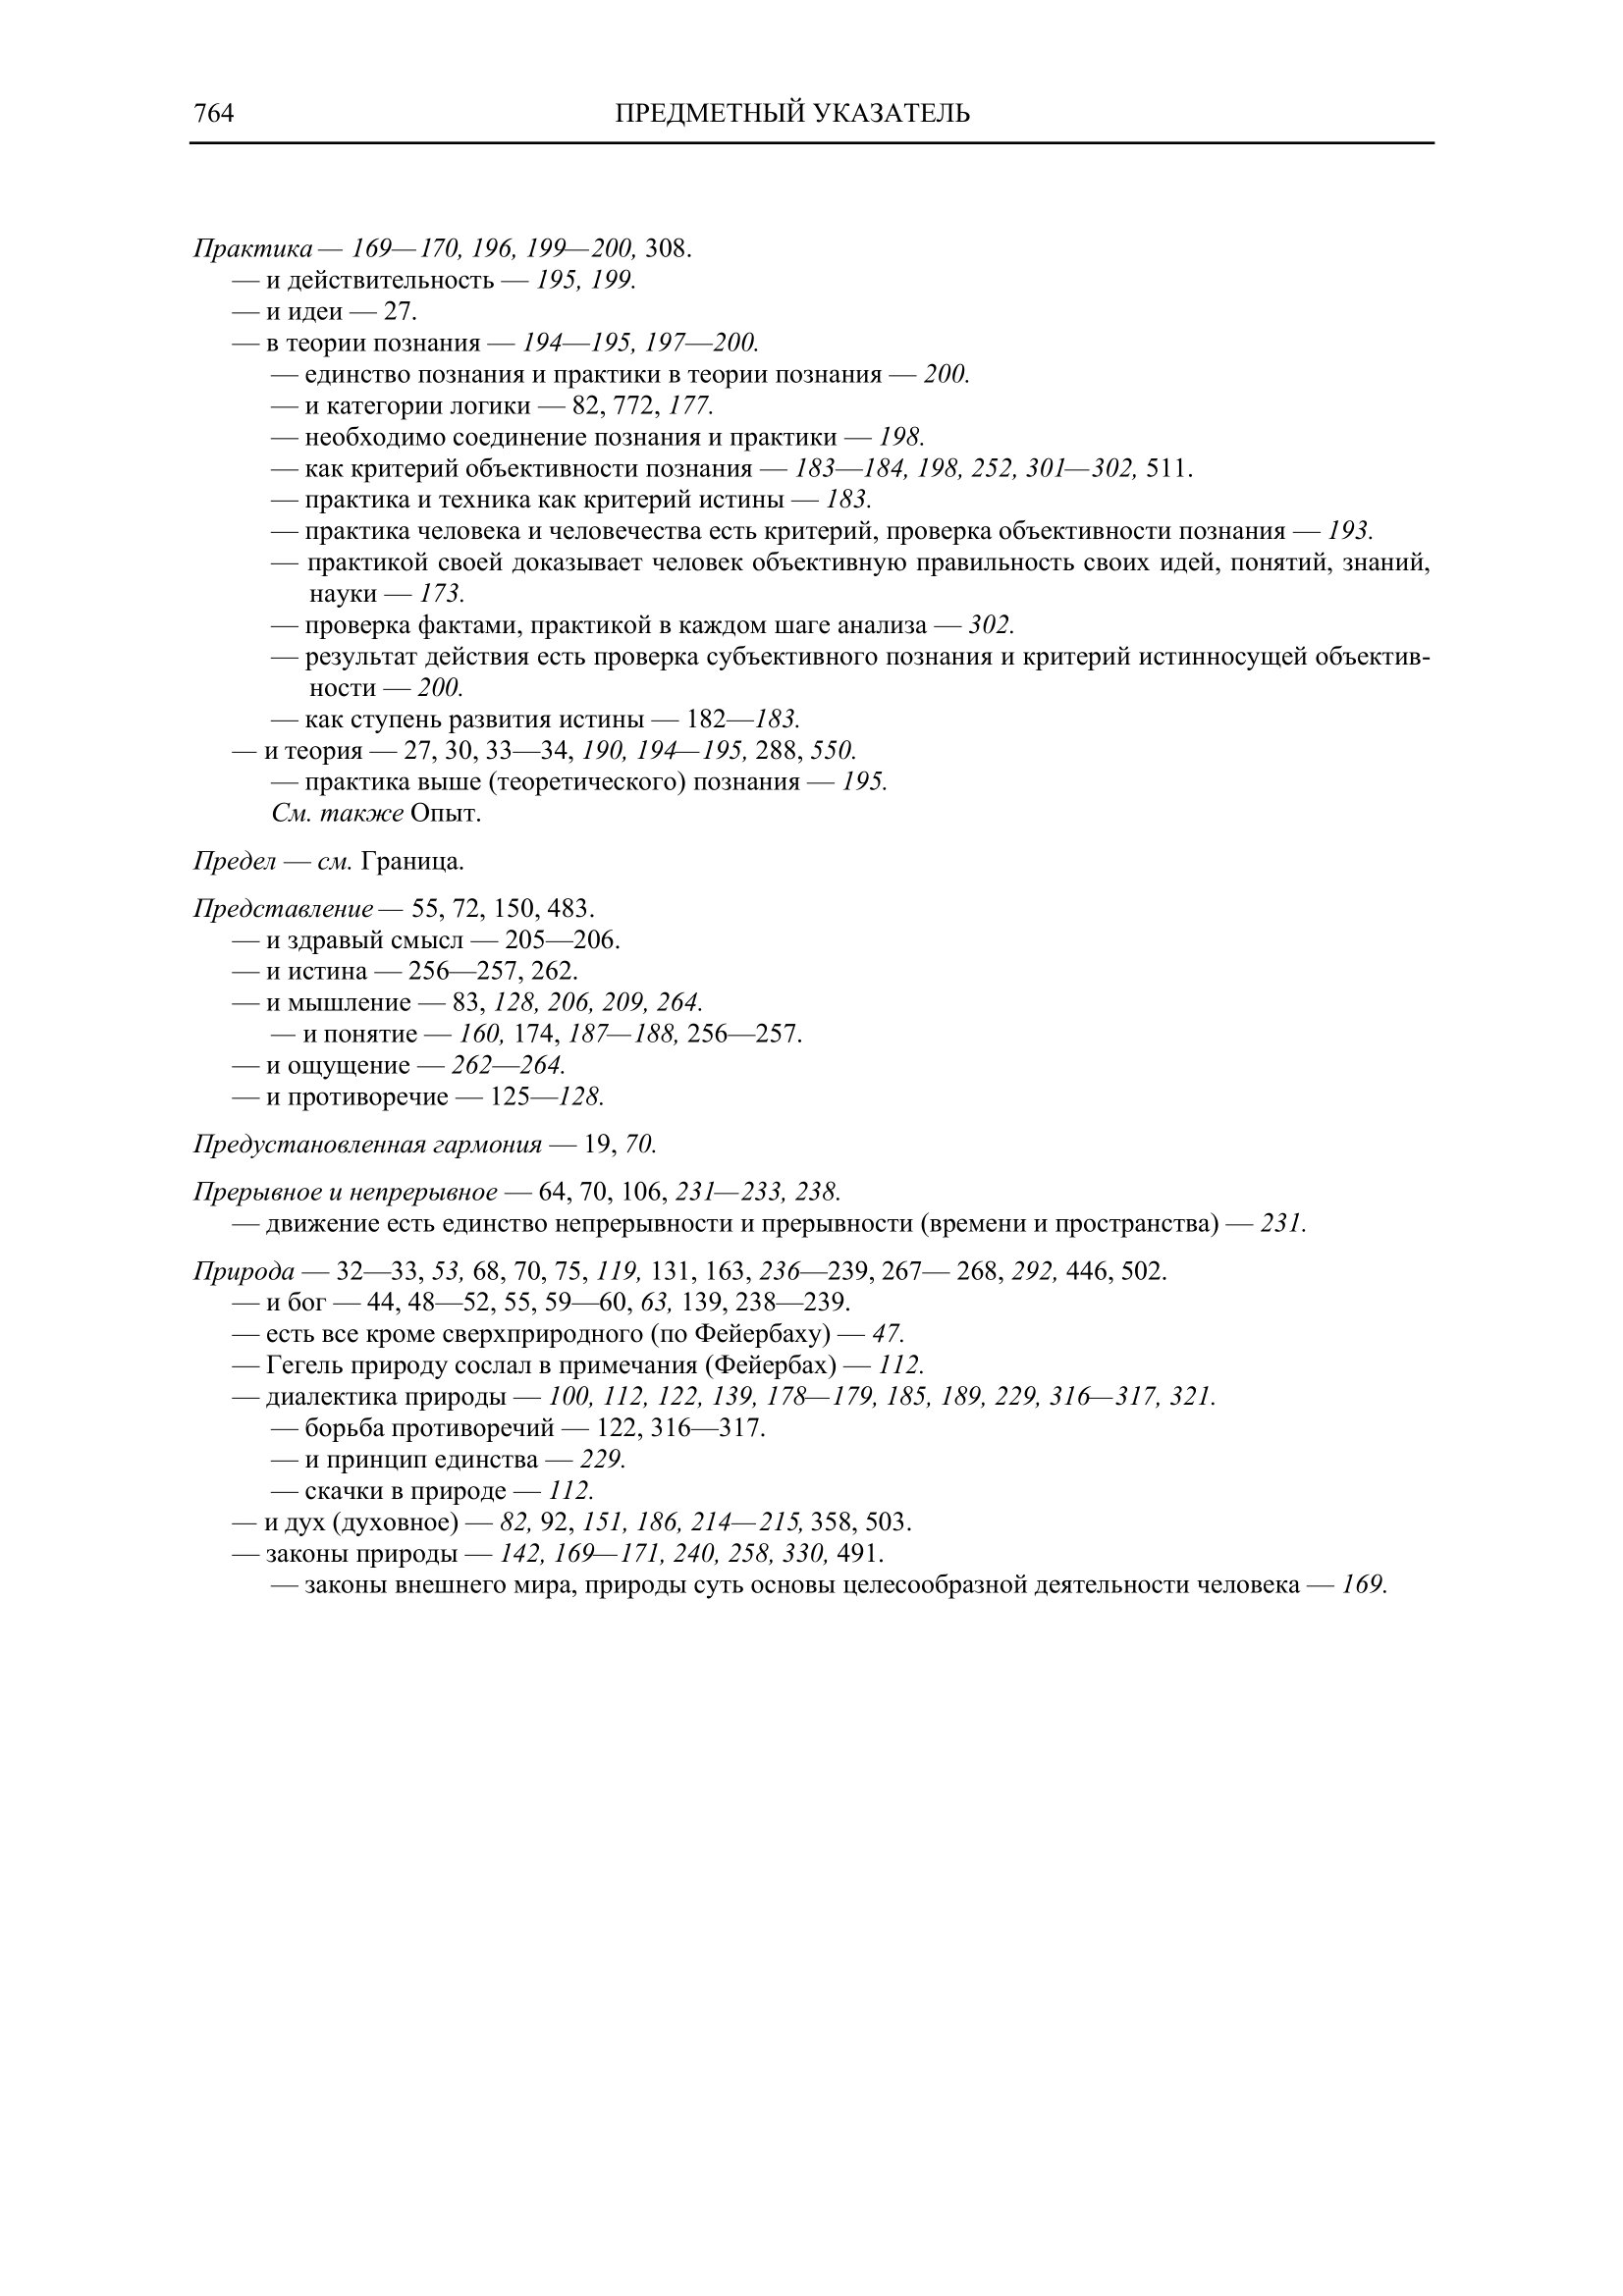 764
ПРЕДМЕТНЫЙ УКАЗАТЕЛЬ
Практика — 169—170, 196, 199—200, 308.
— и действительность — 195, 199.
— и идеи — 27.
— в теории познания — 194—195, 197—200.
— единство познания и практики в теории познания — 200.
— и категории логики — 82, 772, 177.
— необходимо соединение познания и практики — 198.
— как критерий объективности познания — 183—184, 198, 252, 301—302, 511.
— практика и техника как критерий истины — 183.
— практика человека и человечества есть критерий, проверка объективности познания — 193.
— практикой своей доказывает человек объективную правильность своих идей, понятий, знаний,
науки — 173.
— проверка фактами, практикой в каждом шаге анализа — 302.
— результат действия есть проверка субъективного познания и критерий истинносущей объектив-
ности — 200.
— как ступень развития истины — 182—183.
— и теория — 27, 30, 33—34, 190, 194—195, 288, 550.
— практика выше (теоретического) познания — 195.
См. также Опыт.
Предел — см. Граница.
Представление — 55, 72, 150, 483.
— и здравый смысл — 205—206.
— и истина — 256—257, 262.
— и мышление — 83, 128, 206, 209, 264.
— и понятие — 160, 174, 187—188, 256—257.
— и ощущение — 262—264.
— и противоречие — 125—128.
Предустановленная гармония — 19, 70.
Прерывное и непрерывное — 64, 70, 106, 231—233, 238.
— движение есть единство непрерывности и прерывности (времени и пространства) — 231.
Природа — 32—33, 53, 68, 70, 75, 119, 131, 163, 236—239, 267— 268, 292, 446, 502.
— и бог — 44, 48—52, 55, 59—60, 63, 139, 238—239.
— есть все кроме сверхприродного (по Фейербаху) — 47.
— Гегель природу сослал в примечания (Фейербах) — 112.
— диалектика природы — 100, 112, 122, 139, 178—179, 185, 189, 229, 316—317, 321.
— борьба противоречий — 122, 316—317.
— и принцип единства — 229.
— скачки в природе — 112.
— и дух (духовное) — 82, 92, 151, 186, 214—215, 358, 503.
— законы природы — 142, 169—171, 240, 258, 330, 491.
— законы внешнего мира, природы суть основы целесообразной деятельности человека — 169.